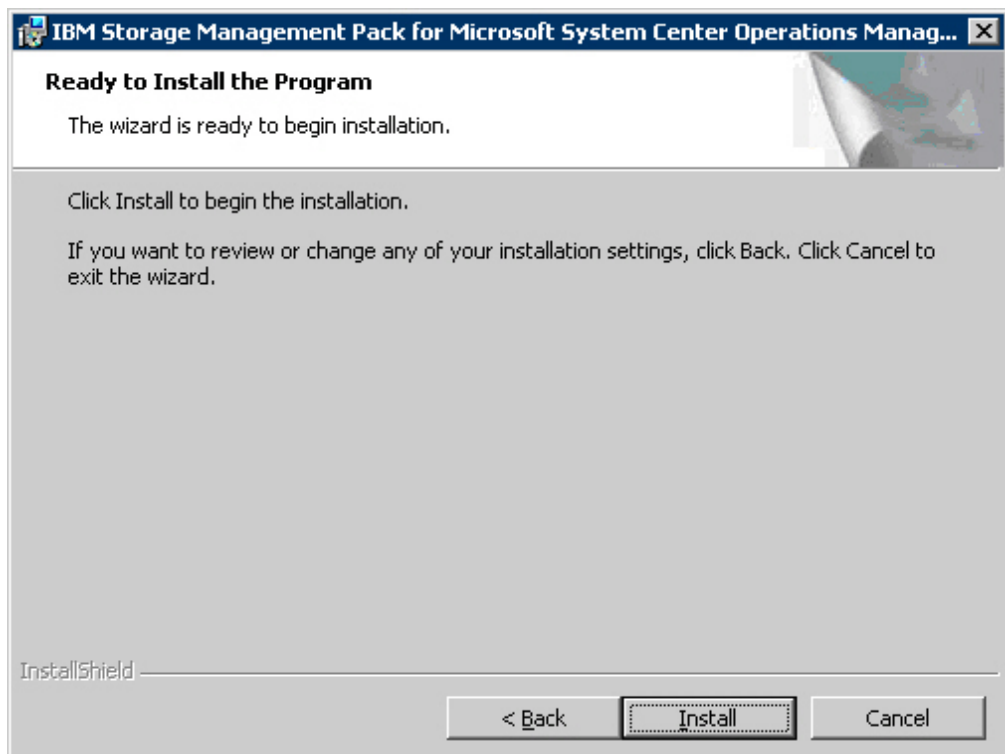 IBM Storage Management Pack for Microsoft System Center Operations Manag...
Ready to Install the Program
The wizard is ready to begin installation.
Click Install to begin the installation.
If you want to review or change any of your installation settings, click Back. Click Cancel to
exit the wizard.
InstallShield
< Back
Install
Cancel